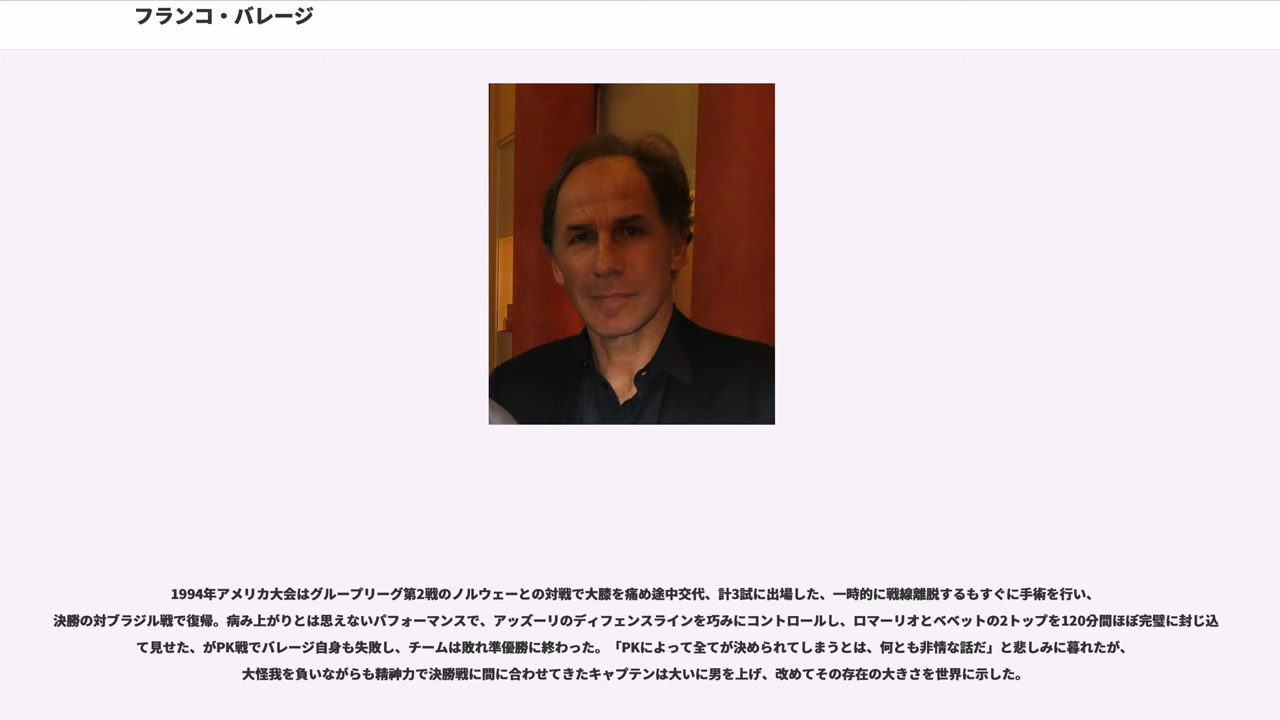 フランコ・バレージ
1994年アメリカ大会はグループリーグ第2戦のノルウェーとの対戦で大膝を痛め途中交代、計3試に出場した、一時的に戦線離脱するもすぐに手術を行い、
決勝の対ブラジル戦で復帰。病み上がりとは思えないパフォーマンスで、アッズーリのディフェンスラインを巧みにコントロールし、ロマーリオとベベットの2トップを120分間ほぼ完璧に封じ込
て見せた、がPK戦でバレージ自身も失敗し、チームは敗れ準優勝に終わった。「PKによって全てが決められてしまうとは、何とも非情な話だ」と悲しみに暮れたが、
大怪我を負いながらも精神力で決勝戦に間に合わせてきたキャプテンは大いに男を上げ、改めてその存在の大きさを世界に示した。